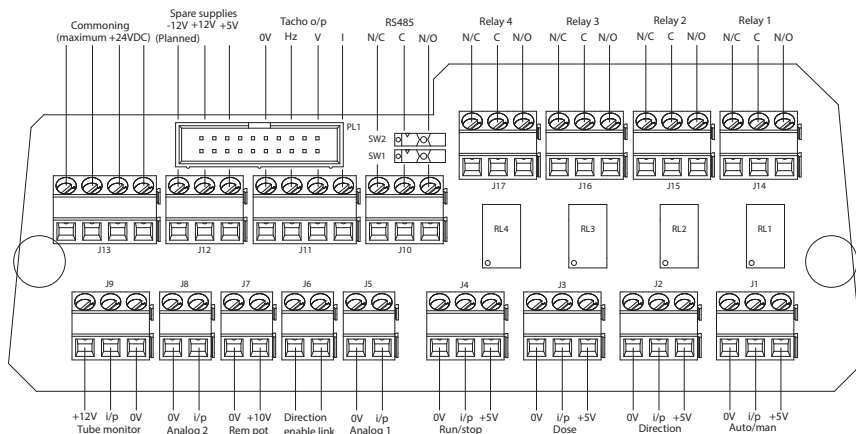 Commoning
(maximum +24VDC)
Spare supplies
-12V +12V +5V
(Planned)
Tacho o/p
0V Hz V I
RS485
N/C C N/O
Relay 4
N/C C N/O
Relay 3
N/C C N/O
Relay 2
N/C C N/O
Relay 1
N/C C N/O
PL1
SW2
SW1
J17 J16 J15 J14
J13 J12 J11 J10
RL4 RL3 RL2 RL1
J9 J8 J7 J6 J5 J4 J3 J2 J1
+12V i/p 0V
Tube monitor
0V i/p
Analog 2
0V +10V
Rem pot
Direction
enable link
0V i/p
Analog 1
0V i/p +5V
Run/stop
0V i/p +5V
Dose
0V i/p +5V
Direction
0V i/p +5V
Auto/man